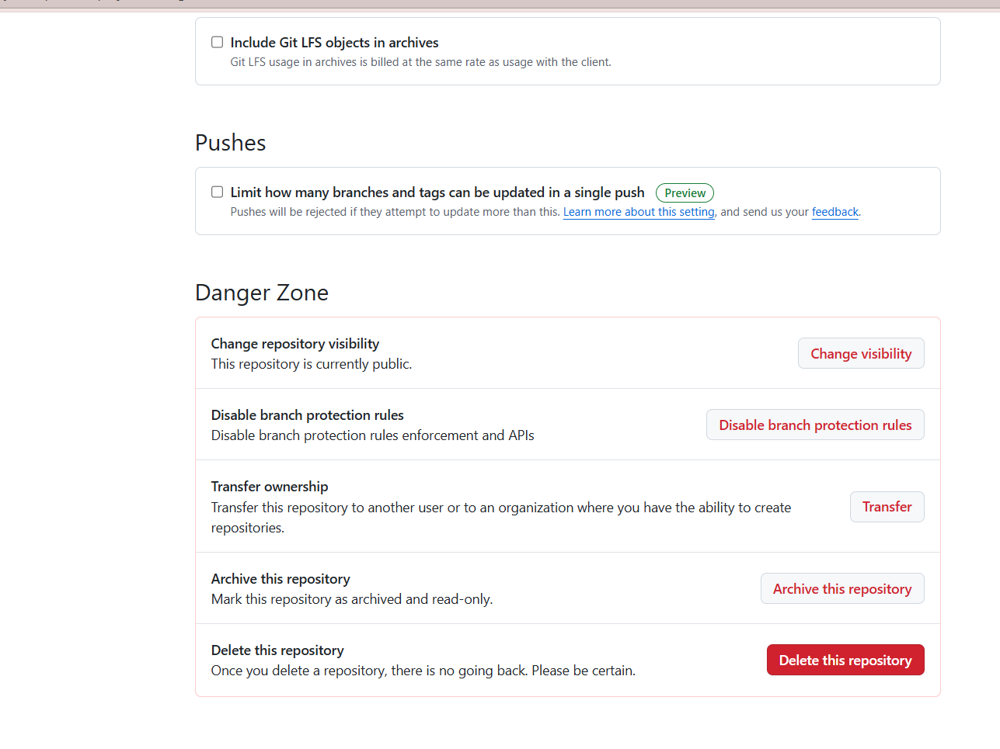 Include Git LFS objects in archives
Git LFS usage in archives is billed at the same rate as usage with the client.
Pushes
Limit how many branches and tags can be updated in a single push Preview
Pushes will be rejected if they attempt to update more than this. Learn more about this setting, and send us your feedback.
Danger Zone
Change repository visibility
This repository is currently public.
Change visibility
Disable branch protection rules
Disable branch protection rules enforcement and APIs
Disable branch protection rules
Transfer ownership
Transfer this repository to another user or to an organization where you have the ability to create
repositories.
Transfer
Archive this repository
Mark this repository as archived and read-only.
Archive this repository
Delete this repository
Once you delete a repository, there is no going back. Please be certain.
Delete this repository